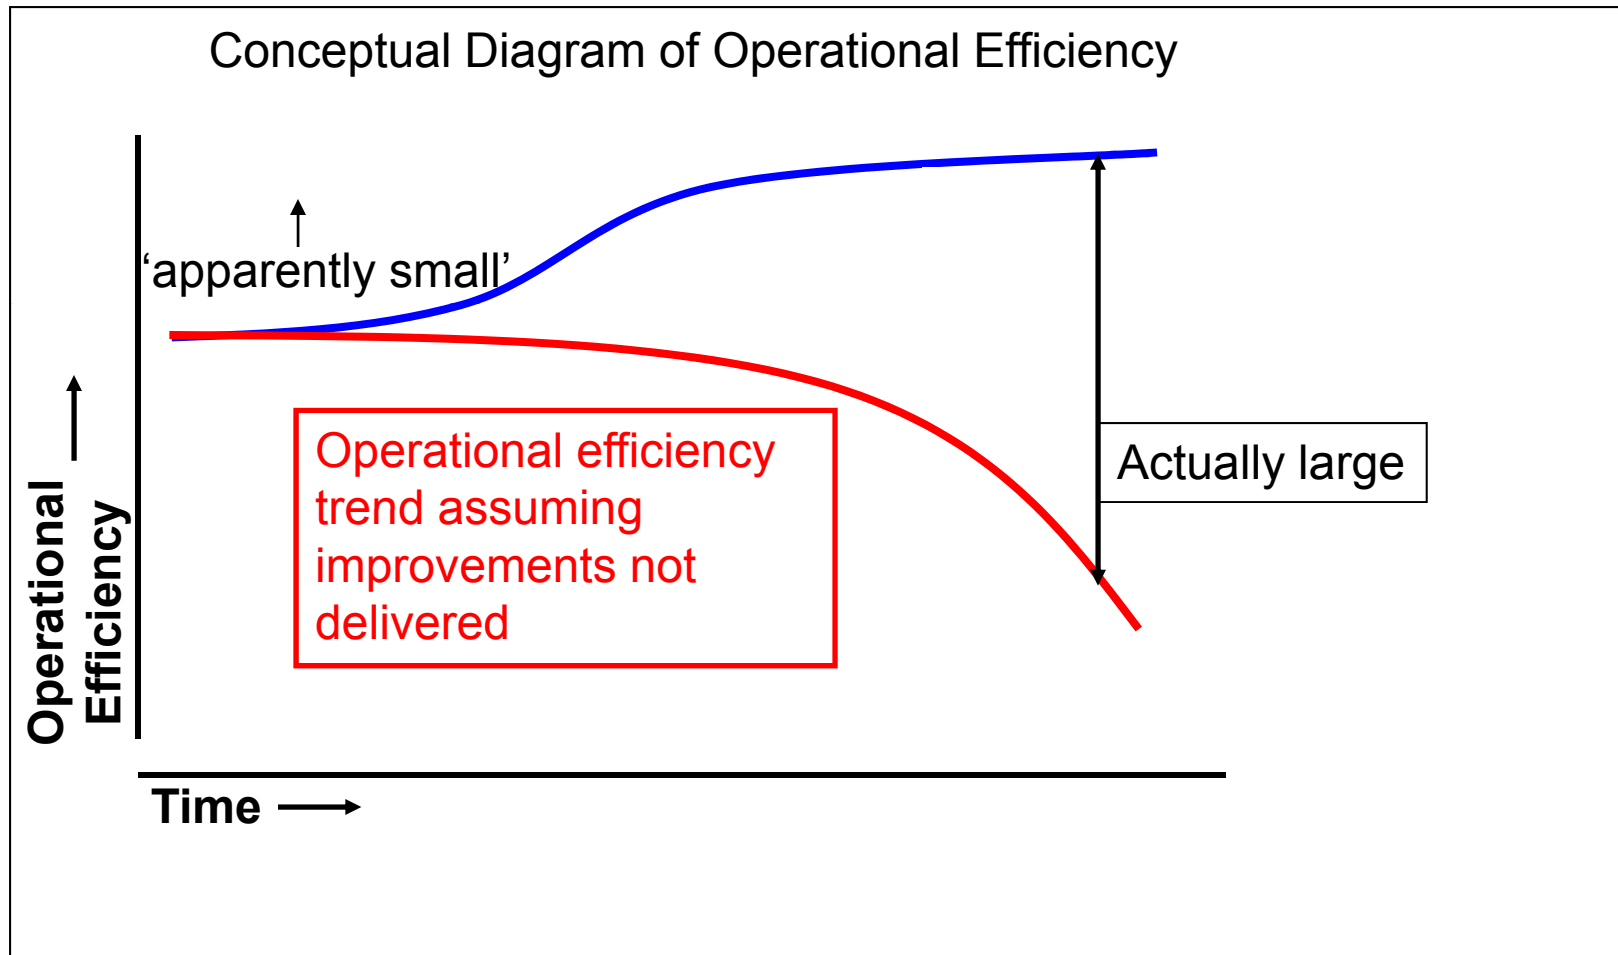 Conceptual Diagram of Operational Efficiency
‘apparently small’
Operational efficiency
trend assuming
improvements not
delivered
Actually large
Operational
Efficiency
Time